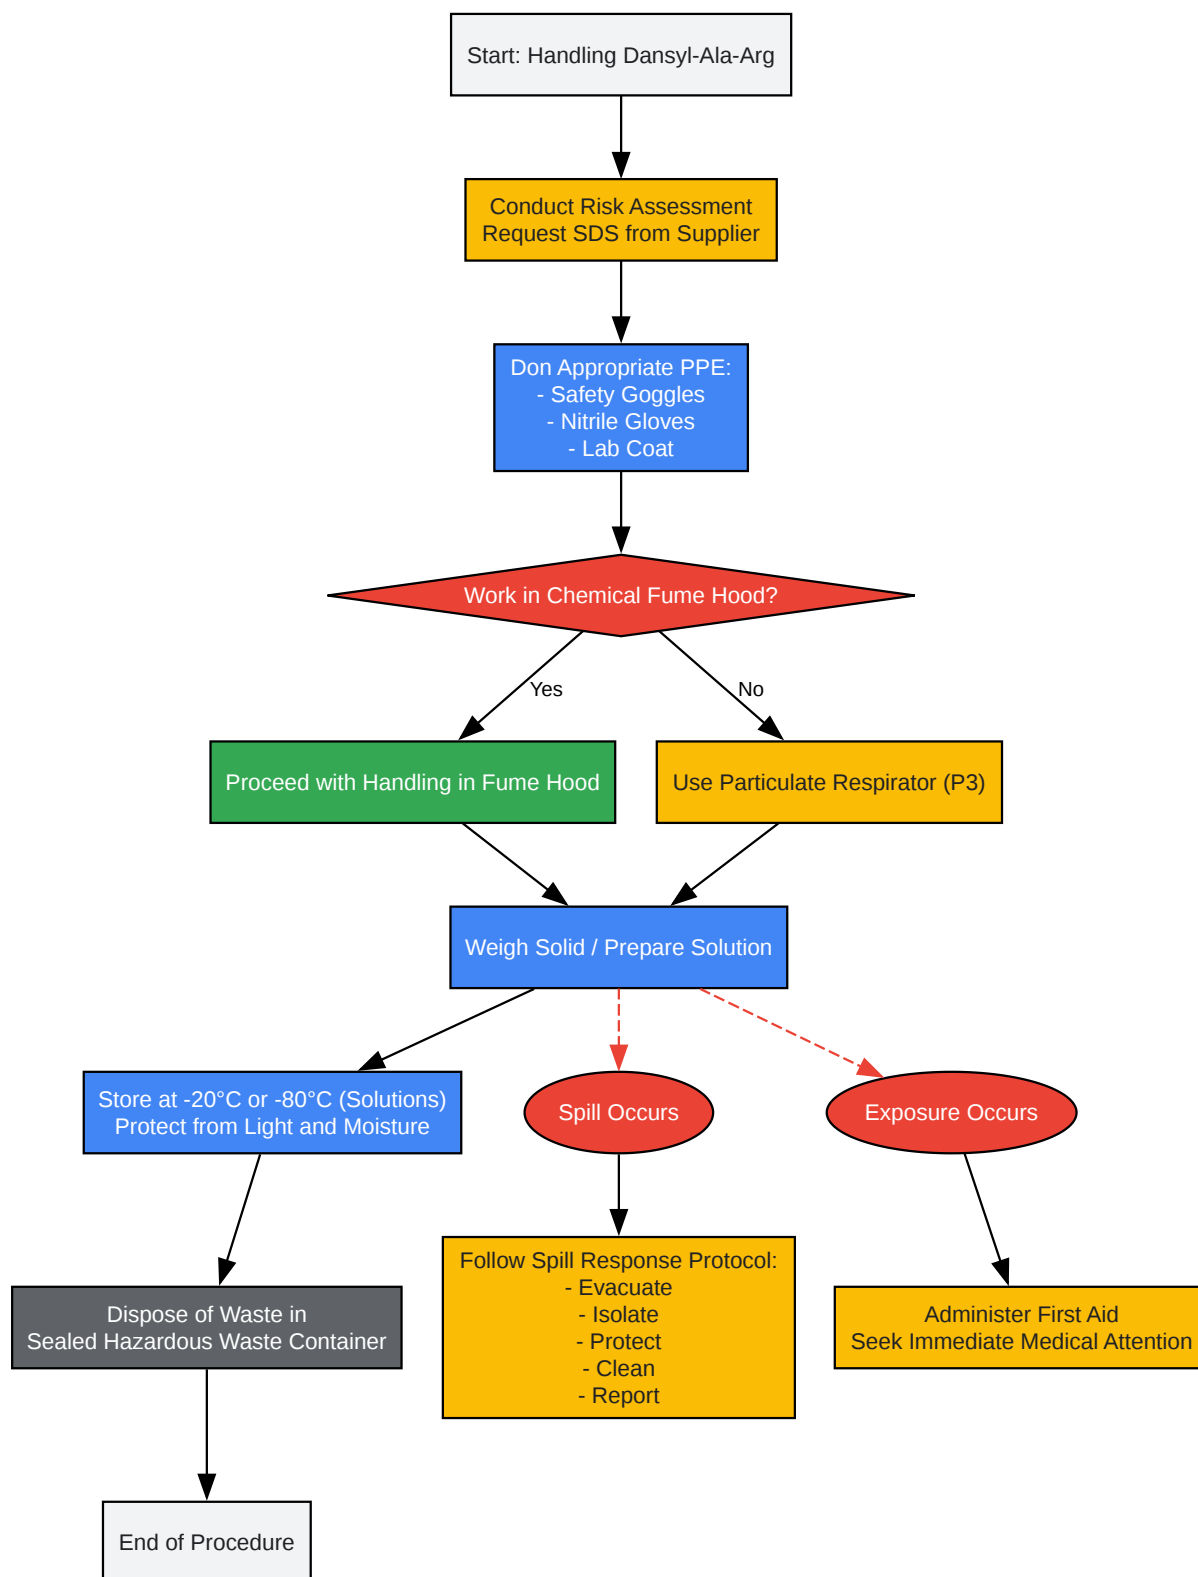 Start: Handling Dansyl-Ala-Arg
Conduct Risk Assessment
Request SDS from Supplier
Don Appropriate PPE:
- Safety Goggles
- Nitrile Gloves
- Lab Coat
Work in Chemical Fume Hood?
Yes
No
Proceed with Handling in Fume Hood
Use Particulate Respirator (P3)
Weigh Solid / Prepare Solution
Store at -20°C or -80°C (Solutions)
Protect from Light and Moisture
Spill Occurs
Exposure Occurs
Dispose of Waste in
Sealed Hazardous Waste Container
Follow Spill Response Protocol:
- Evacuate
- Isolate
- Protect
- Clean
- Report
Administer First Aid
Seek Immediate Medical Attention
End of Procedure